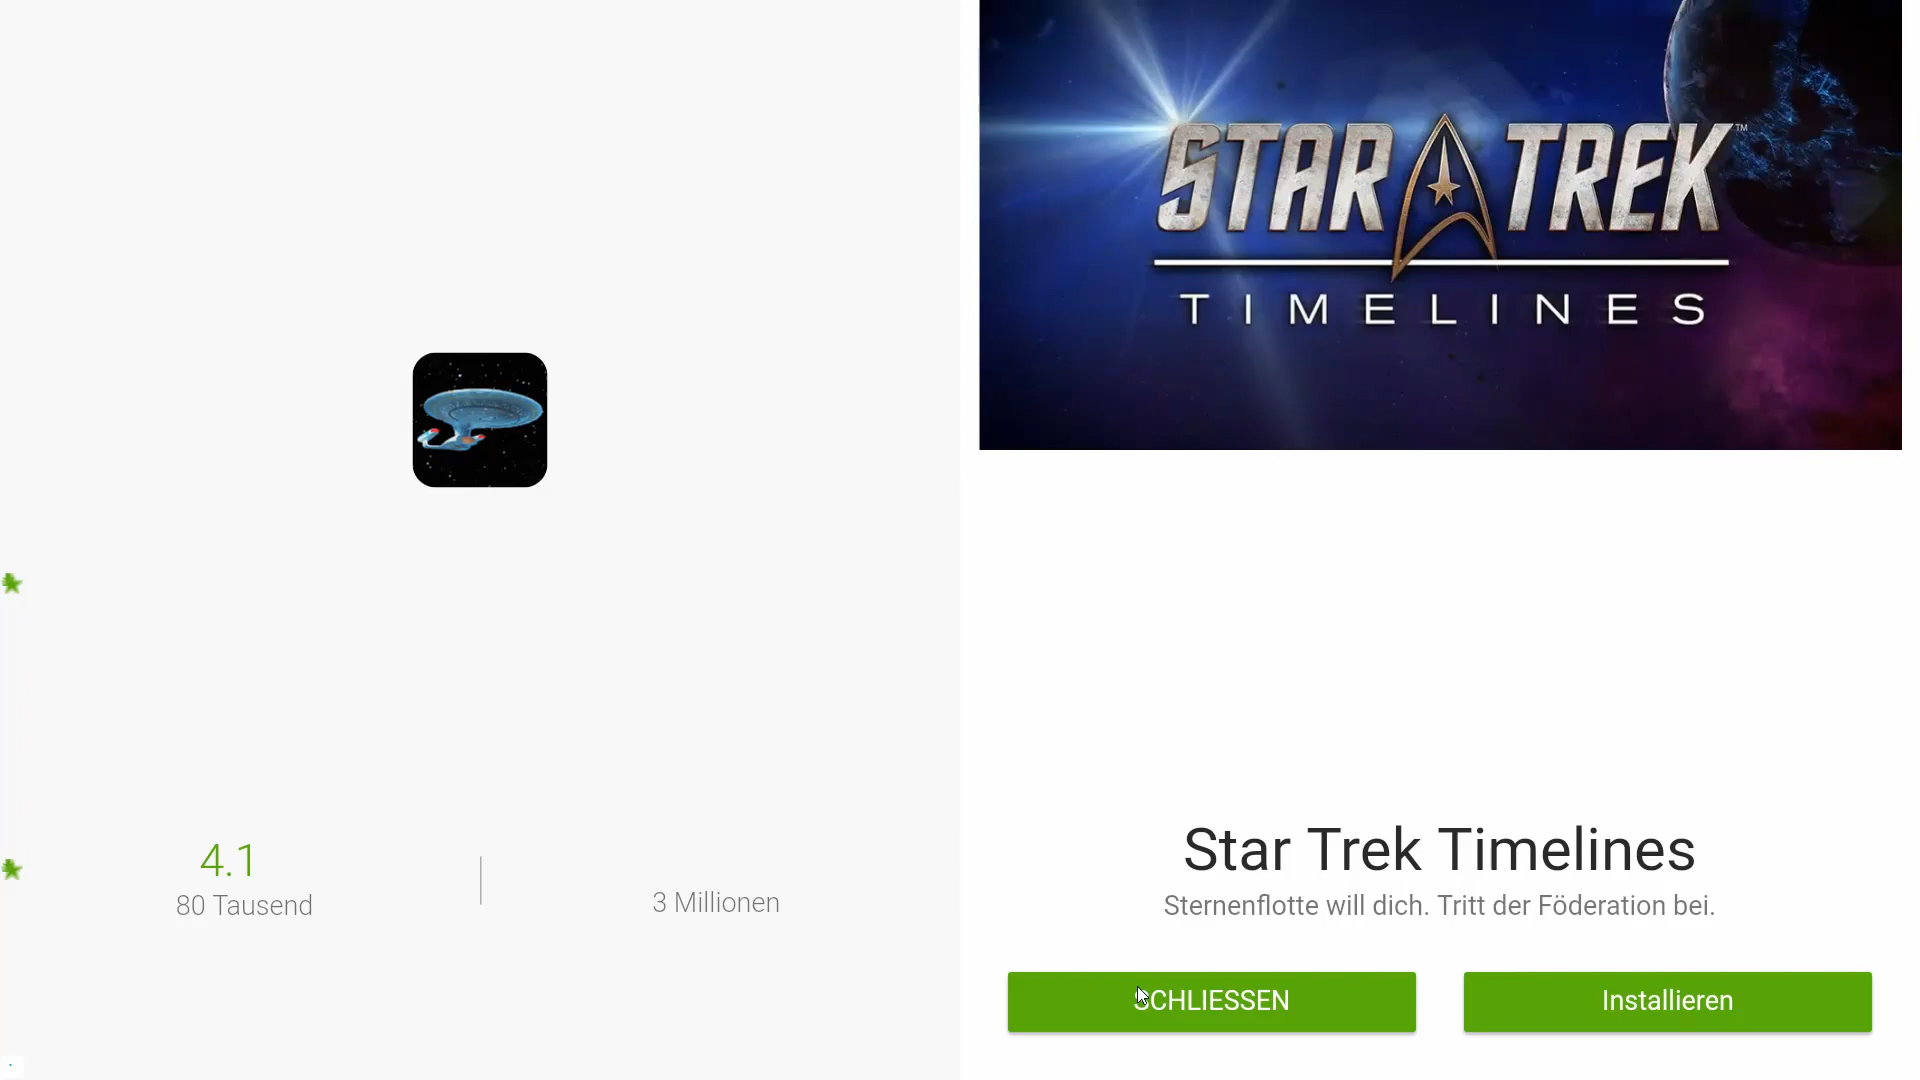 STAR TREK™
TIMELINES
4.1
80 Tausend
3 Millionen
Star Trek Timelines
Sternenflotte will dich. Tritt der Föderation bei.
SCHLIESSEN
Installieren